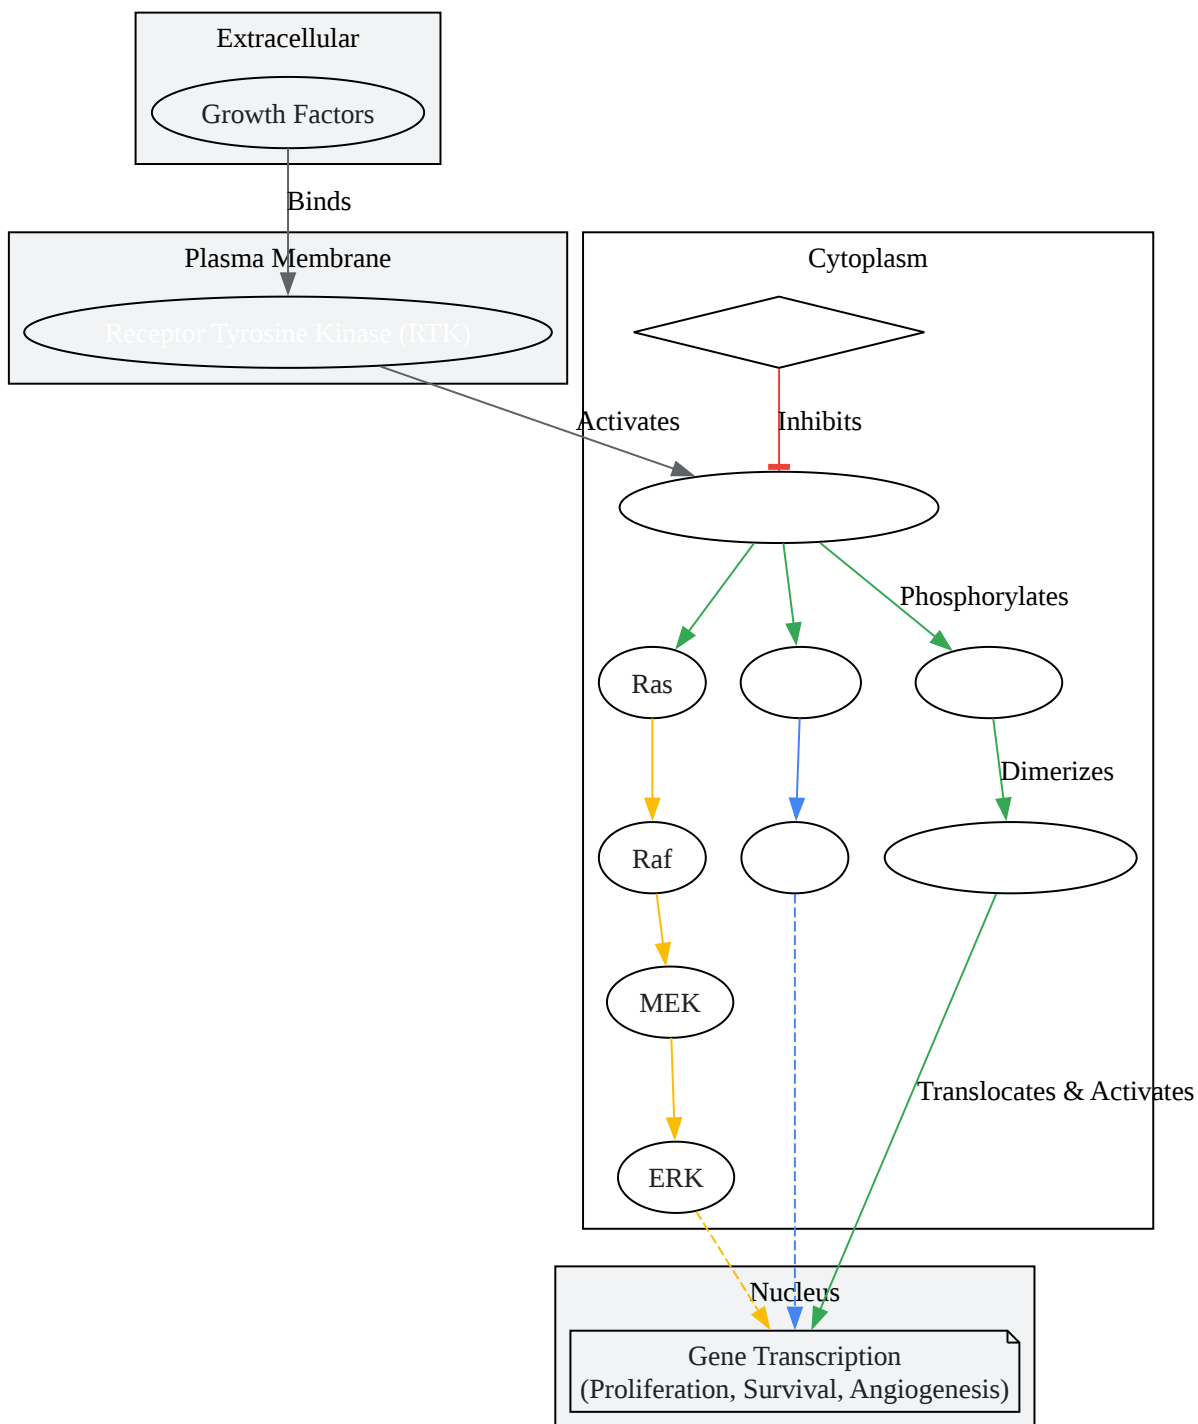 Extracellular
Growth Factors
Binds
Plasma Membrane
Receptor Tyrosine Kinase (RTK)
Cytoplasm
Activates
Inhibits
Phosphorylates
Ras
Dimerizes
Raf
MEK
Translocates & Activates
ERK
Nucleus
Gene Transcription
(Proliferation, Survival, Angiogenesis)